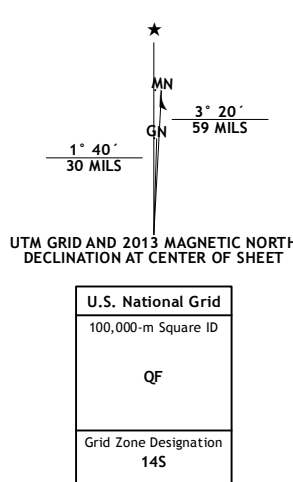 ★
MN
GN
3° 20´
59 MILS
1° 40´
30 MILS
UTM GRID AND 2013 MAGNETIC NORTH
DECLINATION AT CENTER OF SHEET
U.S. National Grid
100,000-m Square ID
QF
Grid Zone Designation
14S